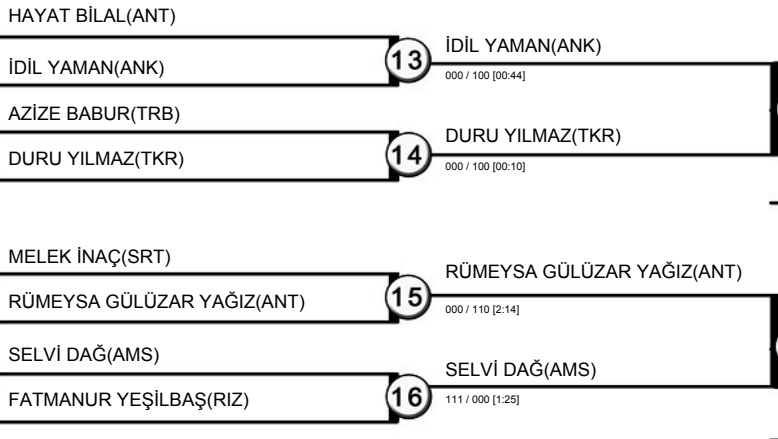 HAYAT BİLAL(ANT)
İDİL YAMAN(ANK)
13
İDİL YAMAN(ANK)
000 / 100 [00:44]
AZİZE BABUR(TRB)
DURU YILMAZ(TKR)
14
DURU YILMAZ(TKR)
000 / 100 [00:10]
MELEK İNAÇ(SRT)
RÜMEYSA GÜLÜZAR YAĞIZ(ANT)
15
RÜMEYSA GÜLÜZAR YAĞIZ(ANT)
000 / 110 [2:14]
SELVİ DAĞ(AMS)
FATMANUR YEŞİLBAŞ(RIZ)
16
SELVİ DAĞ(AMS)
111 / 000 [1:25]